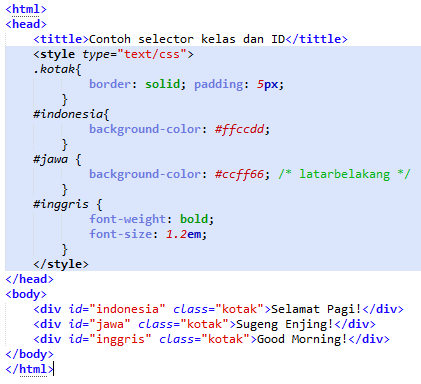 <html>
<head>
<tittle>Contoh selector kelas dan ID</tittle>
<style type="text/css">
.kotak{
border: solid; padding: 5px;
}
#indonesia{
background-color: #ffccdd;
}
#jawa {
background-color: #ccff66; /* latarbelakang */
}
#inggris {
font-weight: bold;
font-size: 1.2em;
}
</style>
</head>
<body>
<div id="indonesia" class="kotak">Selamat Pagi!</div>
<div id="jawa" class="kotak">Sugeng Enjing!</div>
<div id="inggris" class="kotak">Good Morning!</div>
</body>
</html>